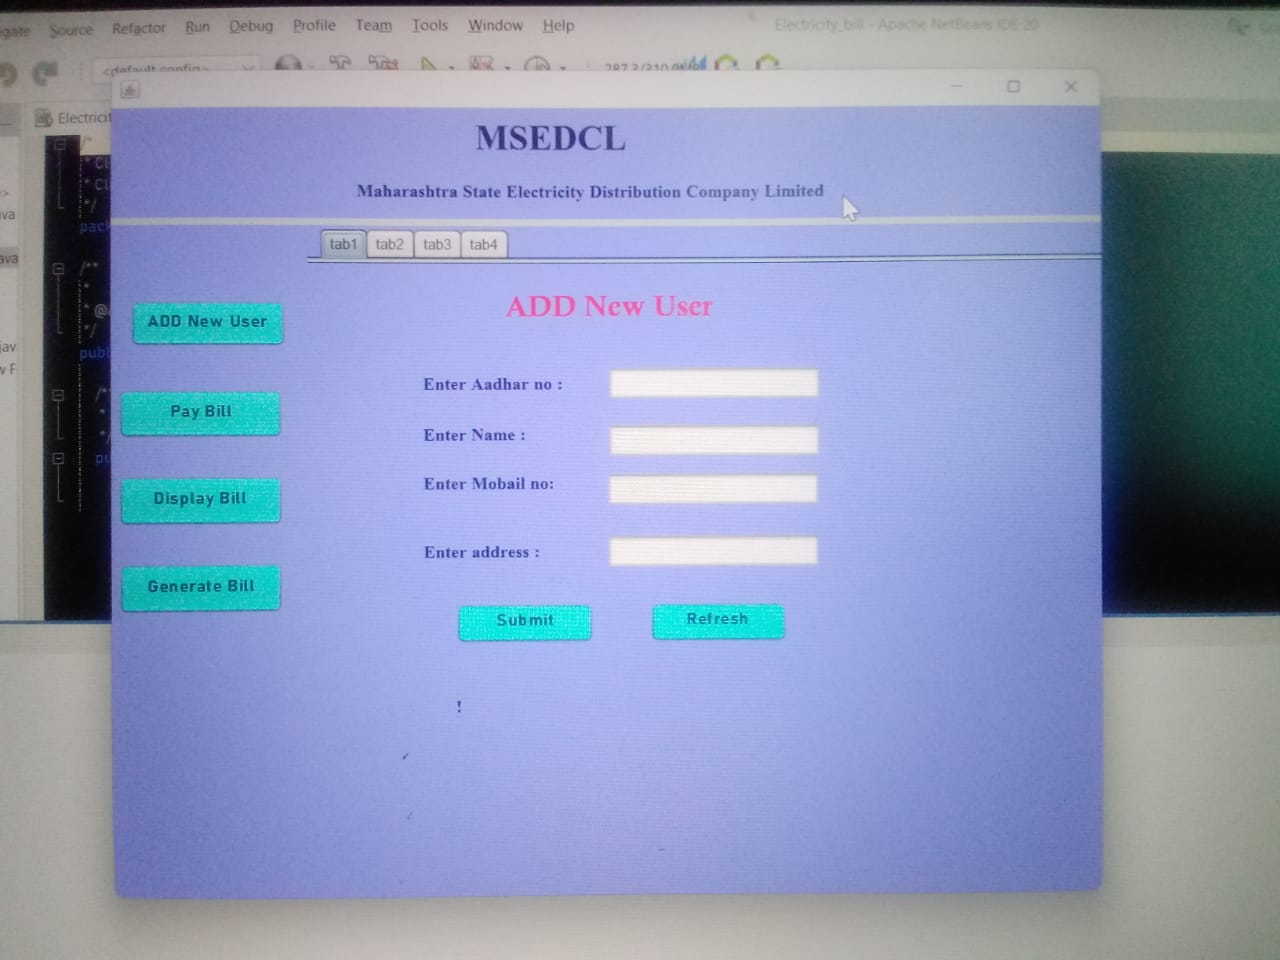 Source Refactor Run Debug Profile Team Tools Window Help
Electricity_bill - Apache NetBeans IDE 20
<default config>
MSEDCL
Maharashtra State Electricity Distribution Company Limited
tab1 tab2 tab3 tab4
ADD New User
Pay Bill
Display Bill
Generate Bill
ADD New User
Enter Aadhar no :
Enter Name :
Enter Mobail no:
Enter address :
Submit
Refresh
!